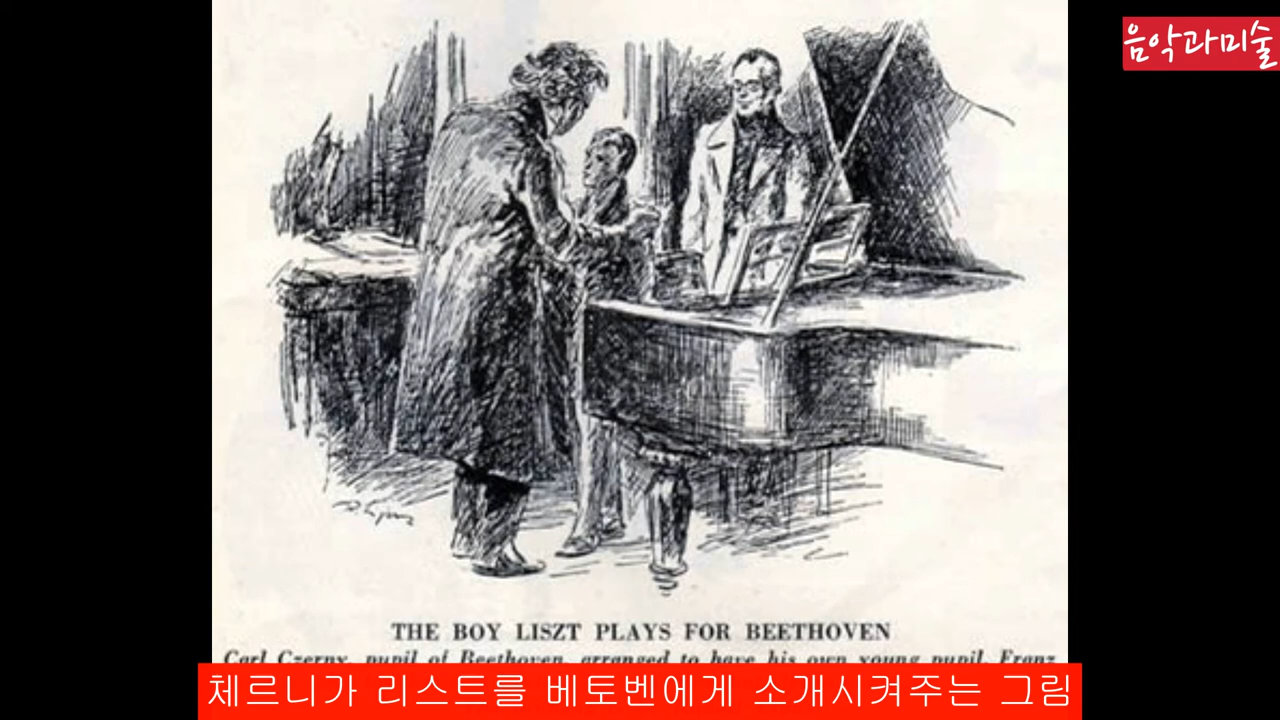 음악과미술
THE BOY LISZT PLAYS FOR BEETHOVEN
Carl Czerny, pupil of Beethoven, arranged to have his own young pupil, Franz
체르니가 리스트를 베토벤에게 소개시켜주는 그림